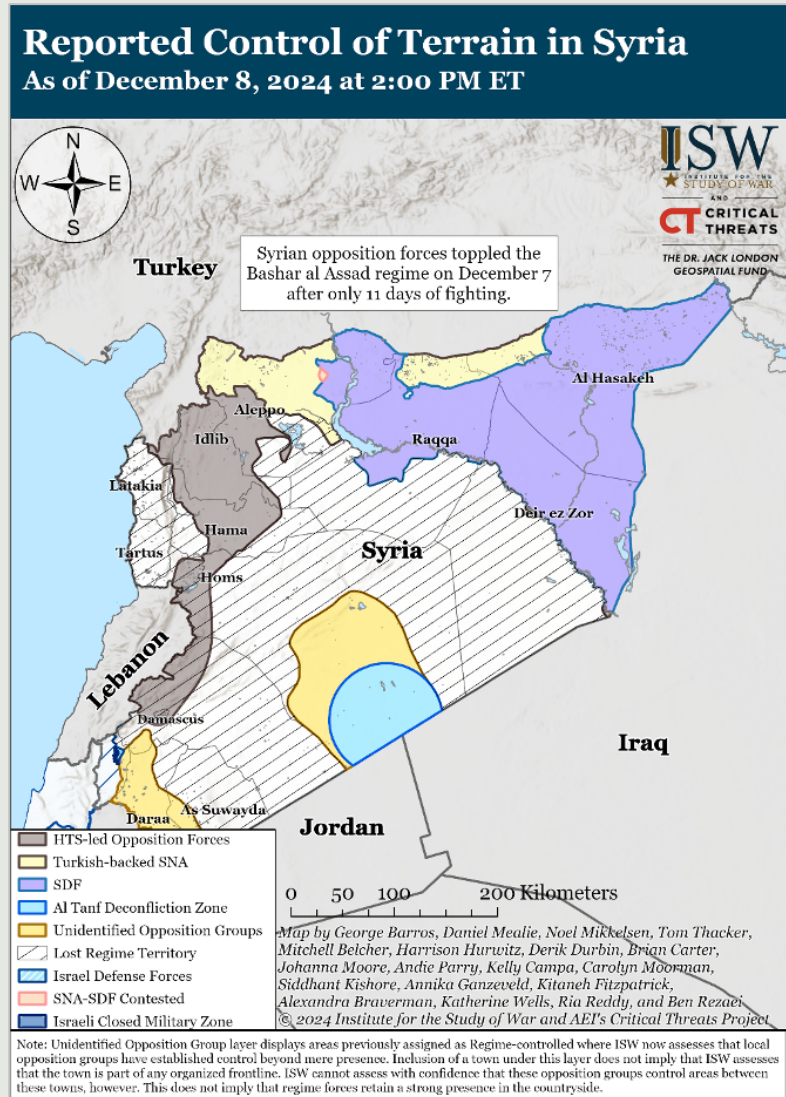 Reported Control of Terrain in Syria
As of December 8, 2024 at 2:00 PM ET
N
W
E
S
ISW
INSTITUTE FOR THE
STUDY OF WAR
AND
CT CRITICAL
THREATS
THE DR. JACK LONDON
GEOSPATIAL FUND
Syrian opposition forces toppled the
Bashar al Assad regime on December 7
after only 11 days of fighting.
Turkey
Al Hasakeh
Aleppo
Idlib
Raqqa
Latakia
Deir ez Zor
Hama
Tartus
Syria
Homs
Lebanon
Damascus
Iraq
As Suwayda
Daraa
Jordan
HTS-led Opposition Forces
Turkish-backed SNA
SDF
Al Tanf Deconfliction Zone
Unidentified Opposition Groups
Lost Regime Territory
Israel Defense Forces
SNA-SDF Contested
Israeli Closed Military Zone
0 50 100 200 Kilometers
Map by George Barros, Daniel Mealie, Noel Mikkelsen, Tom Thacker,
Mitchell Belcher, Harrison Hurwitz, Derik Durbin, Brian Carter,
Johanna Moore, Andie Parry, Kelly Campa, Carolyn Moorman,
Siddhant Kishore, Annika Ganzeveld, Kitaneh Fitzpatrick,
Alexandra Braverman, Katherine Wells, Ria Reddy, and Ben Rezaei
© 2024 Institute for the Study of War and AEI's Critical Threats Project
Note: Unidentified Opposition Group layer displays areas previously assigned as Regime-controlled where ISW now assesses that local
opposition groups have established control beyond mere presence. Inclusion of a town under this layer does not imply that ISW assesses
that the town is part of any organized frontline. ISW cannot assess with confidence that these opposition groups control areas between
these towns, however. This does not imply that regime forces retain a strong presence in the countryside.